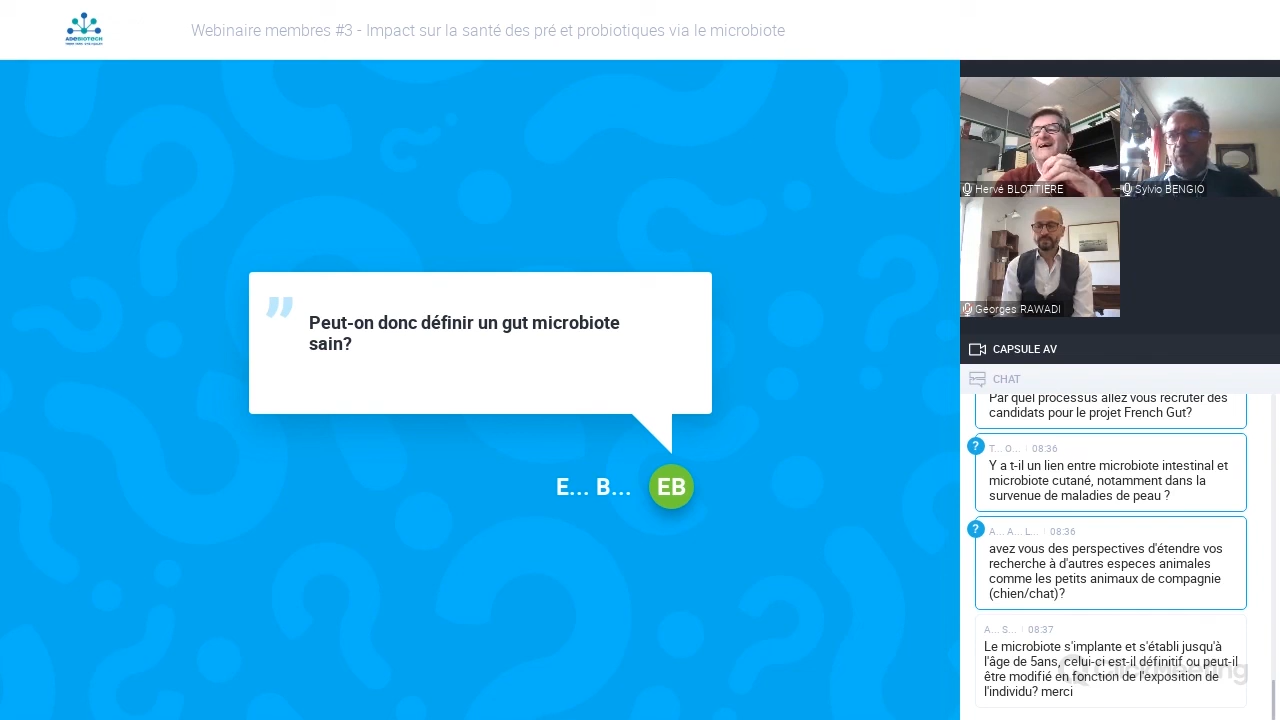 ADEBIOTECH
Webinaire membres #3 - Impact sur la santé des pré et probiotiques via le microbiote
Peut-on donc définir un gut microbiote
sain?
E... B...
EB
Hervé BLOTTIERE
Sylvio BENGIO
Georges RAWADI
CAPSULE AV
CHAT
Par quel processus allez vous recruter des
candidats pour le projet French Gut?
?
T... O... | 08:36
Y a t-il un lien entre microbiote intestinal et
microbiote cutané, notamment dans la
survenue de maladies de peau ?
?
A... A... L... | 08:36
avez vous des perspectives d'étendre vos
recherche à d'autres especes animales
comme les petits animaux de compagnie
(chien/chat)?
A... S... | 08:37
Le microbiote s'implante et s'établi jusqu'à
l'âge de 5ans, celui-ci est-il définitif ou peut-il
être modifié en fonction de l'exposition de
l'individu? merci